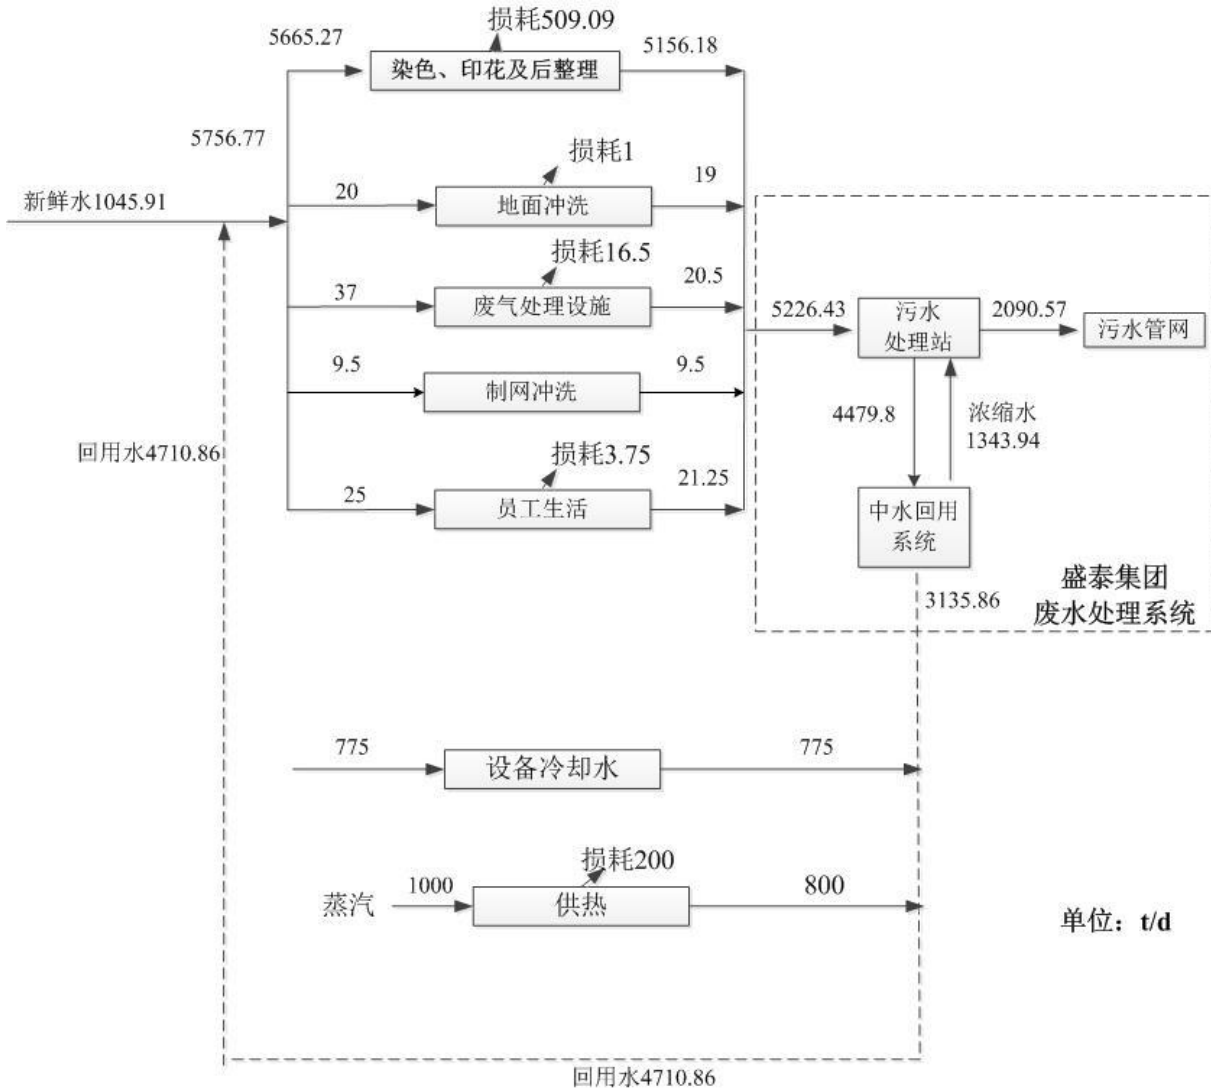 损耗509.09
5665.27
5156.18
染色、印花及后整理
5756.77
损耗1
新鲜水1045.91
20
19
地面冲洗
损耗16.5
37
20.5
废气处理设施
5226.43
污水
处理站
2090.57
污水管网
9.5
9.5
制网冲洗
4479.8
浓缩水
1343.94
回用水4710.86
损耗3.75
25
21.25
员工生活
中水回用
系统
盛泰集团
废水处理系统
3135.86
775
775
设备冷却水
损耗200
蒸汽
1000
800
供热
单位：t/d
回用水4710.86